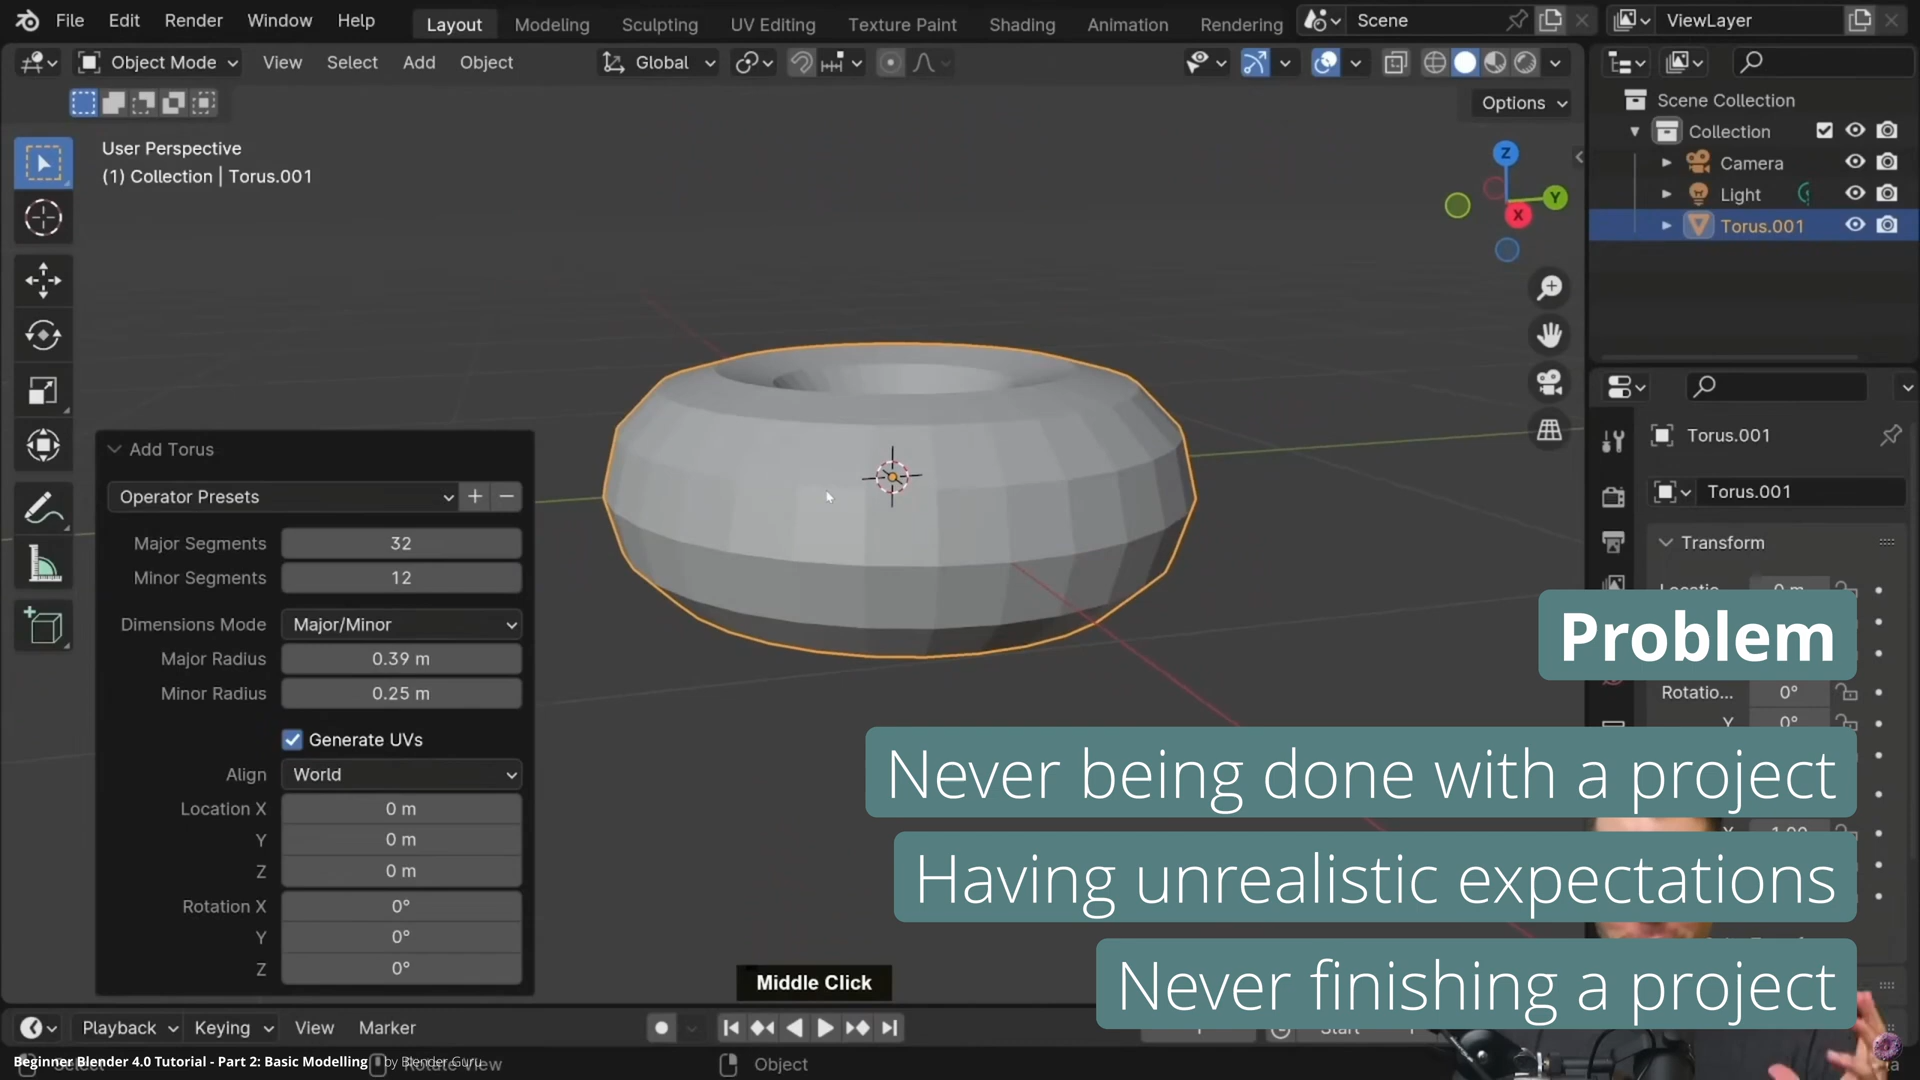 File Edit Render Window Help Layout Modeling Sculpting UV Editing Texture Paint Shading Animation Rendering Scene ViewLayer
Object Mode View Select Add Object Global
Options
User Perspective
(1) Collection | Torus.001
Z
Y
X
Scene Collection
Collection
Camera
Light
Torus.001
Add Torus
Operator Presets
Major Segments 32
Minor Segments 12
Dimensions Mode Major/Minor
Major Radius 0.39 m
Minor Radius 0.25 m
Generate UVs
Align World
Location X 0 m
Y 0 m
Z 0 m
Rotation X 0°
Y 0°
Z 0°
Torus.001
Torus.001
Transform
0 m
Rotatio... 0°
Y 0°
Problem
Never being done with a project
Having unrealistic expectations
Never finishing a project
Middle Click
Playback Keying View Marker
Start
Beginner Blender 4.0 Tutorial - Part 2: Basic Modelling by Blender Guru
Object